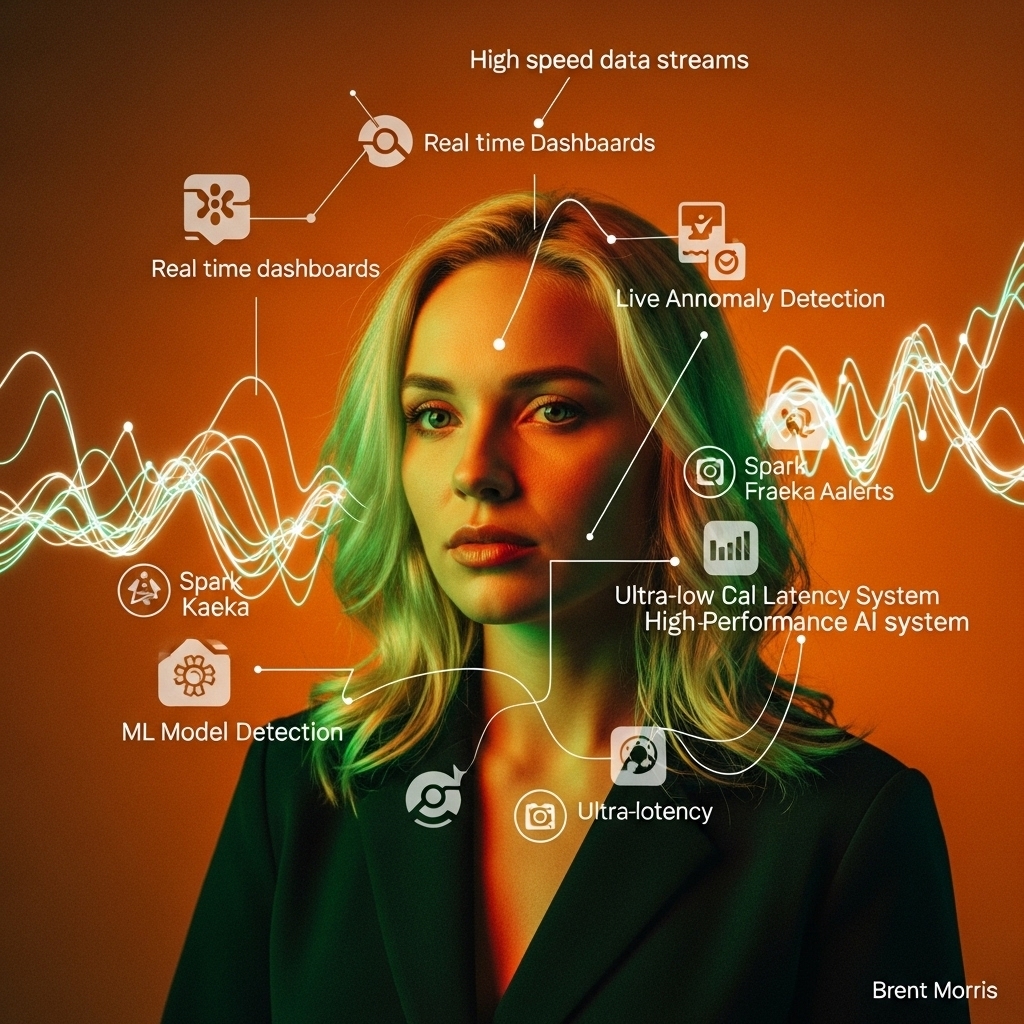 High speed data streams
Real time Dashbaards
Real time dashboards
Live Annomaly Detection
Spark
Fraeka Aalerts
Spark
Kaeka
Ultra-low Cal Latency System
High-Performance AI system
ML Model Detection
Ultra-lotency
Brent Morris